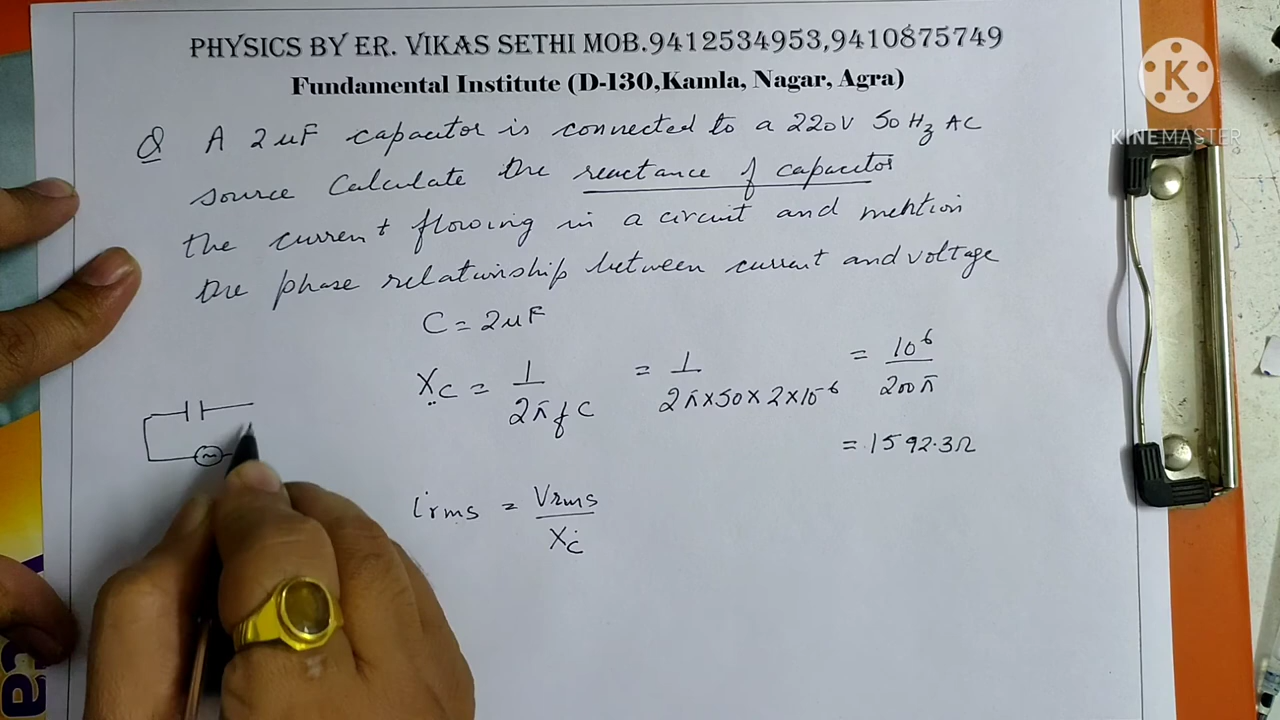 PHYSICS BY ER. VIKAS SETHI MOB.9412534953,9410875749
Fundamental Institute (D-130,Kamla, Nagar, Agra)
K
KINEMASTER
Q A 2μF capacitor is connected to a 220V 50Hz AC
source Calculate the reactance of capacitor
the current flowing in a circuit and mention
the phase relationship between current and voltage
C = 2μF
Xc = 1/2πfC = 1/2π×50×2×10⁻⁶ = 10⁶/200π
= 1592.3Ω
irms = Vrms/Xc
~